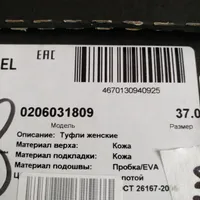 EL
EAC
4670130940925
0206031809 37.0
Модель Размер
Описание: Туфли женские
Материал верха: Кожа
Материал подкладки: Кожа
Материал подошвы: Пробка/EVA
Ц потой
СТ 26167-20